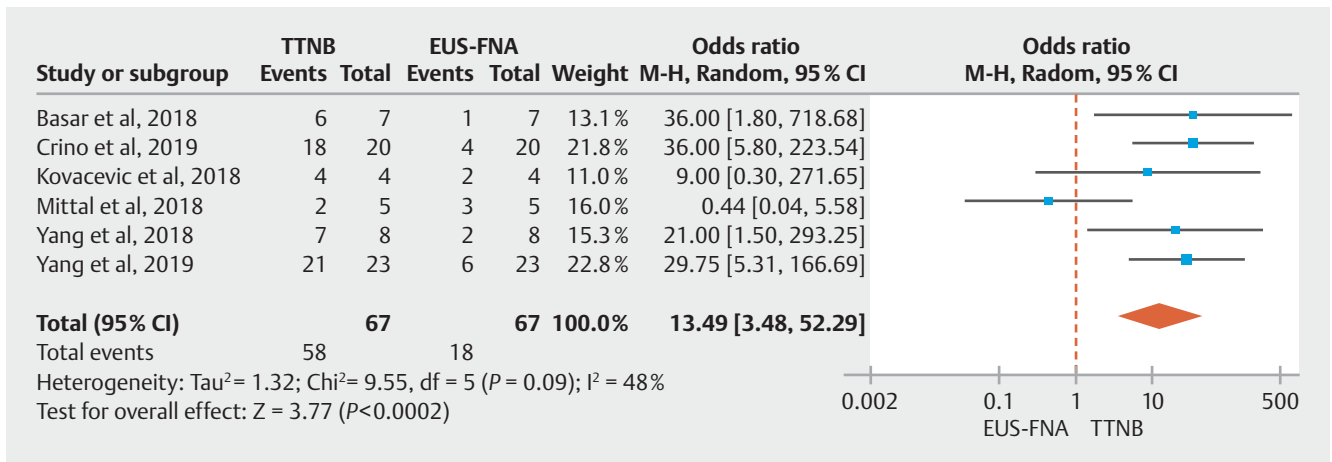 TTNB EUS-FNA Odds ratio Odds ratio
Study or subgroup Events Total Events Total Weight M-H, Random, 95 % CI M-H, Radom, 95 % CI
Basar et al, 2018 6 7 1 7 13.1 % 36.00 [1.80, 718.68]
Crino et al, 2019 18 20 4 20 21.8 % 36.00 [5.80, 223.54]
Kovacevic et al, 2018 4 4 2 4 11.0 % 9.00 [0.30, 271.65]
Mittal et al, 2018 2 5 3 5 16.0 % 0.44 [0.04, 5.58]
Yang et al, 2018 7 8 2 8 15.3 % 21.00 [1.50, 293.25]
Yang et al, 2019 21 23 6 23 22.8 % 29.75 [5.31, 166.69]
Total (95 % CI) 67 67 100.0 % 13.49 [3.48, 52.29]
Total events 58 18
Heterogeneity: Tau² = 1.32; Chi² = 9.55, df = 5 (P = 0.09); I² = 48 %
Test for overall effect: Z = 3.77 (P<0.0002)
0.002 0.1 1 10 500
EUS-FNA TTNB